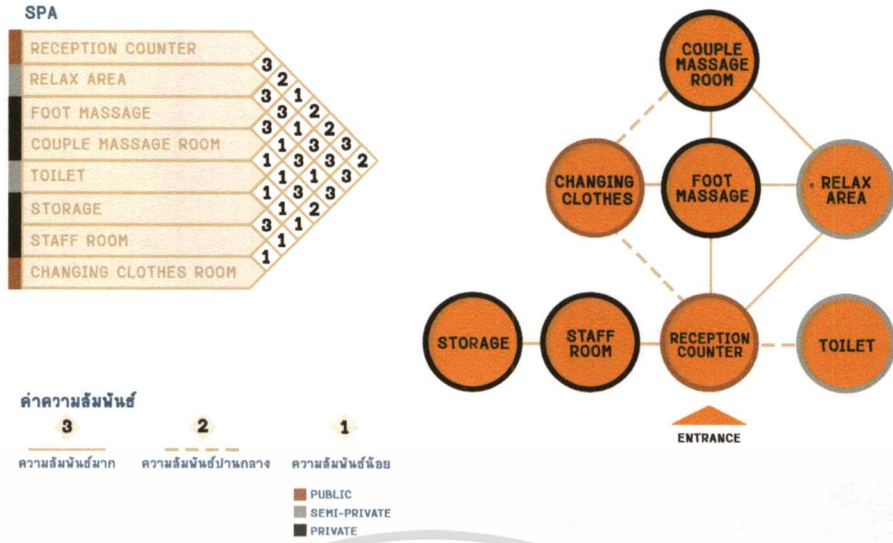 SPA
RECEPTION COUNTER
RELAX AREA
FOOT MASSAGE
COUPLE MASSAGE ROOM
TOILET
STORAGE
STAFF ROOM
CHANGING CLOTHES ROOM
3
2
3 1
3 2
3 1 2
1 3 3
1 3 3 2
1 1 3
1 3 3
1 2
3 1
1
1
COUPLE
MASSAGE
ROOM
CHANGING
CLOTHES
FOOT
MASSAGE
RELAX
AREA
STORAGE
STAFF
ROOM
RECEPTION
COUNTER
TOILET
ENTRANCE
ค่าความสัมพันธ์
3 2 1
ความสัมพันธ์มาก ความสัมพันธ์ปานกลาง ความสัมพันธ์น้อย
PUBLIC
SEMI-PRIVATE
PRIVATE